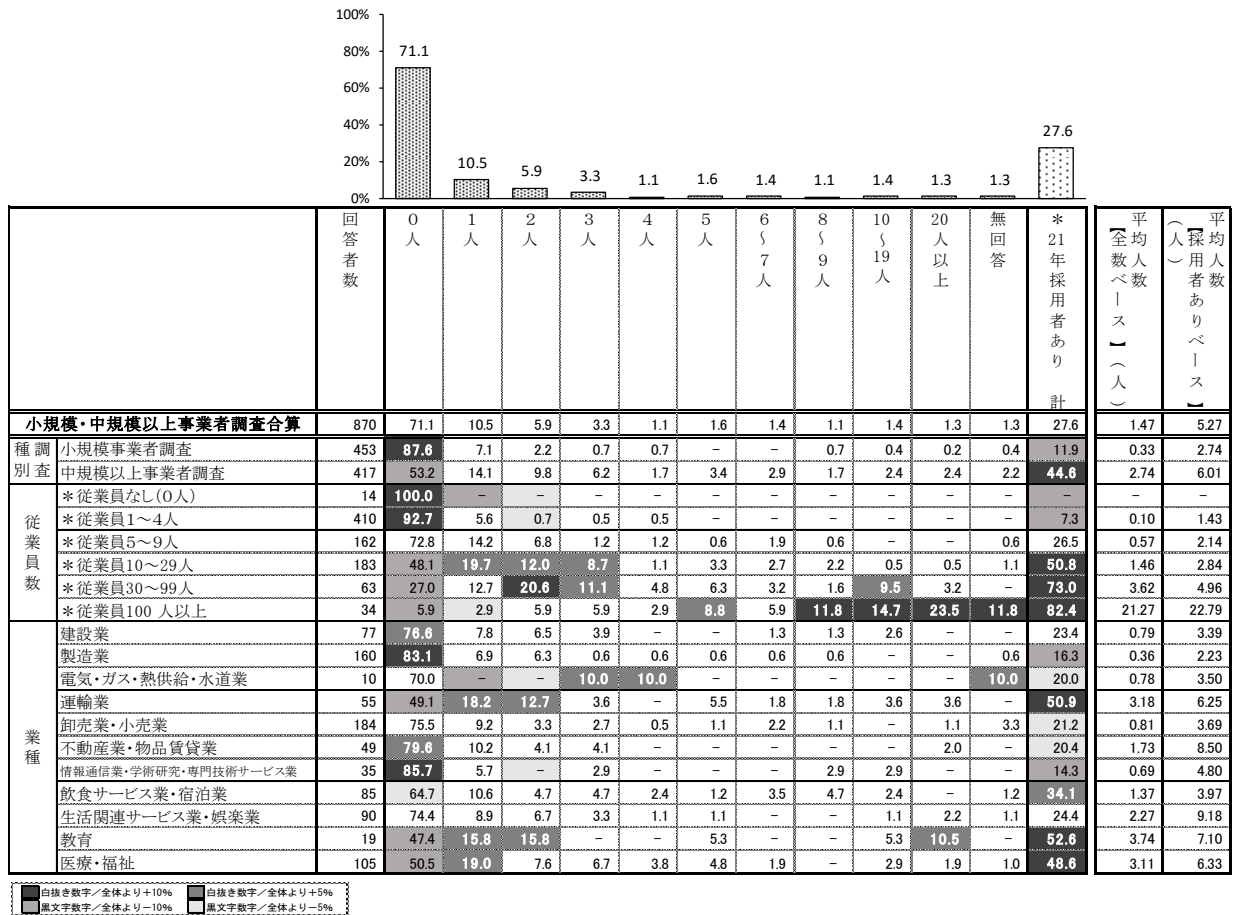 100%
80%
60%
40%
20%
0%
71.1 10.5 5.9 3.3 1.1 1.6 1.4 1.1 1.4 1.3 1.3 27.6
回答者数 0人 1人 2人 3人 4人 5人 6〜7人 8〜9人 10〜19人 20人以上 無回答 *21年採用者あり 計 平均人数【全数ベース】(人) 平均人数【採用者ありベース】(人)
小規模・中規模以上事業者調査合算 870 71.1 10.5 5.9 3.3 1.1 1.6 1.4 1.1 1.4 1.3 1.3 27.6 1.47 5.27
調査種別
小規模事業者調査 453 87.6 7.1 2.2 0.7 0.7 − − 0.7 0.4 0.2 0.4 11.9 0.33 2.74
中規模以上事業者調査 417 53.2 14.1 9.8 6.2 1.7 3.4 2.9 1.7 2.4 2.4 2.2 44.6 2.74 6.01
従業員数
*従業員なし(0人) 14 100.0 − − − − − − − − − − − − −
*従業員1〜4人 410 92.7 5.6 0.7 0.5 0.5 − − − − − − 7.3 0.10 1.43
*従業員5〜9人 162 72.8 14.2 6.8 1.2 1.2 0.6 1.9 0.6 − − 0.6 26.5 0.57 2.14
*従業員10〜29人 183 48.1 19.7 12.0 8.7 1.1 3.3 2.7 2.2 0.5 0.5 1.1 50.8 1.46 2.84
*従業員30〜99人 63 27.0 12.7 20.6 11.1 4.8 6.3 3.2 1.6 9.5 3.2 − 73.0 3.62 4.96
*従業員100 人以上 34 5.9 2.9 5.9 5.9 2.9 8.8 5.9 11.8 14.7 23.5 11.8 82.4 21.27 22.79
業種
建設業 77 76.6 7.8 6.5 3.9 − − 1.3 1.3 2.6 − − 23.4 0.79 3.39
製造業 160 83.1 6.9 6.3 0.6 0.6 0.6 0.6 0.6 − − 0.6 16.3 0.36 2.23
電気・ガス・熱供給・水道業 10 70.0 − − 10.0 10.0 − − − − − 10.0 20.0 0.78 3.50
運輸業 55 49.1 18.2 12.7 3.6 − 5.5 1.8 1.8 3.6 3.6 − 50.9 3.18 6.25
卸売業・小売業 184 75.5 9.2 3.3 2.7 0.5 1.1 2.2 1.1 − 1.1 3.3 21.2 0.81 3.69
不動産業・物品賃貸業 49 79.6 10.2 4.1 4.1 − − − − − 2.0 − 20.4 1.73 8.50
情報通信業・学術研究・専門技術サービス業 35 85.7 5.7 − 2.9 − − − 2.9 2.9 − − 14.3 0.69 4.80
飲食サービス業・宿泊業 85 64.7 10.6 4.7 4.7 2.4 1.2 3.5 4.7 2.4 − 1.2 34.1 1.37 3.97
生活関連サービス業・娯楽業 90 74.4 8.9 6.7 3.3 1.1 1.1 − − 1.1 2.2 1.1 24.4 2.27 9.18
教育 19 47.4 15.8 15.8 − − 5.3 − − 5.3 10.5 − 52.6 3.74 7.10
医療・福祉 105 50.5 19.0 7.6 6.7 3.8 4.8 1.9 − 2.9 1.9 1.0 48.6 3.11 6.33
白抜き数字/全体より+10% 白抜き数字/全体より+5%
黒文字数字/全体より−10% 黒文字数字/全体より−5%